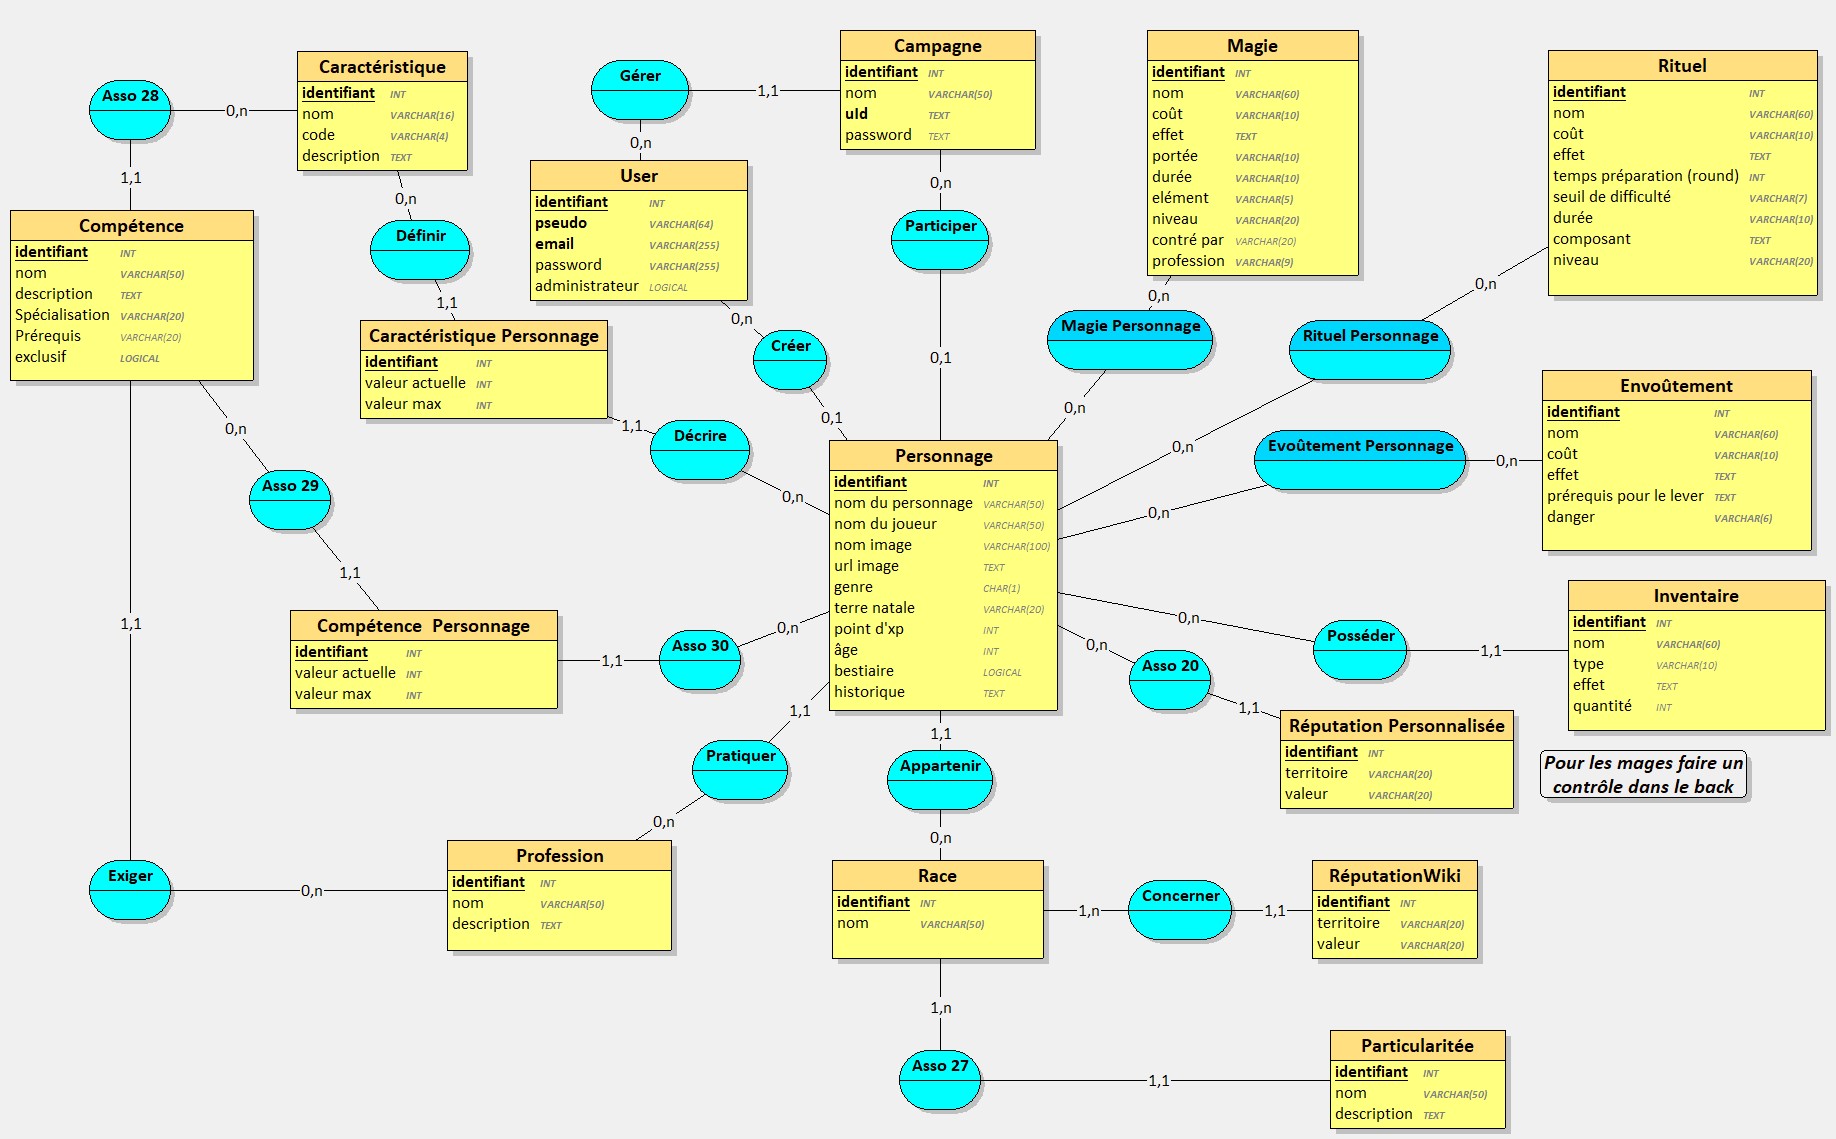 Asso 28
0,n
1,1
Caractéristique
identifiant INT
nom VARCHAR(16)
code VARCHAR(4)
description TEXT
0,n
Définir
1,1
Gérer
1,1
0,n
Campagne
identifiant INT
nom VARCHAR(50)
uId TEXT
password TEXT
0,n
Participer
0,1
Magie
identifiant INT
nom VARCHAR(60)
coût VARCHAR(10)
effet TEXT
portée VARCHAR(10)
durée VARCHAR(10)
elément VARCHAR(5)
niveau VARCHAR(20)
contré par VARCHAR(20)
profession VARCHAR(9)
0,n
Magie Personnage
0,n
Rituel
identifiant INT
nom VARCHAR(60)
coût VARCHAR(10)
effet TEXT
temps préparation (round) INT
seuil de difficulté VARCHAR(7)
durée VARCHAR(10)
composant TEXT
niveau VARCHAR(20)
0,n
Rituel Personnage
0,n
User
identifiant INT
pseudo VARCHAR(64)
email VARCHAR(255)
password VARCHAR(255)
administrateur LOGICAL
0,n
Créer
0,1
Compétence
identifiant INT
nom VARCHAR(50)
description TEXT
Spécialisation VARCHAR(20)
Prérequis VARCHAR(20)
exclusif LOGICAL
0,n
Asso 29
1,1
1,1
Caractéristique Personnage
identifiant INT
valeur actuelle INT
valeur max INT
1,1
Décrire
0,n
Personnage
identifiant INT
nom du personnage VARCHAR(50)
nom du joueur VARCHAR(50)
nom image VARCHAR(100)
url image TEXT
genre CHAR(1)
terre natale VARCHAR(20)
point d'xp INT
âge INT
bestiaire LOGICAL
historique TEXT
Evoûtement Personnage
0,n
0,n
Envoûtement
identifiant INT
nom VARCHAR(60)
coût VARCHAR(10)
effet TEXT
prérequis pour le lever TEXT
danger VARCHAR(6)
0,n
Posséder
1,1
Inventaire
identifiant INT
nom VARCHAR(60)
type VARCHAR(10)
effet TEXT
quantité INT
0,n
Asso 20
1,1
Réputation Personnalisée
identifiant INT
territoire VARCHAR(20)
valeur VARCHAR(20)
Pour les mages faire un
contrôle dans le back
Compétence Personnage
identifiant INT
valeur actuelle INT
valeur max INT
1,1
Asso 30
0,n
1,1
Pratiquer
0,n
1,1
Appartenir
0,n
Exiger
0,n
Profession
identifiant INT
nom VARCHAR(50)
description TEXT
Race
identifiant INT
nom VARCHAR(50)
1,n
Concerner
1,1
RéputationWiki
identifiant INT
territoire VARCHAR(20)
valeur VARCHAR(20)
1,n
Asso 27
1,1
Particularitée
identifiant INT
nom VARCHAR(50)
description TEXT